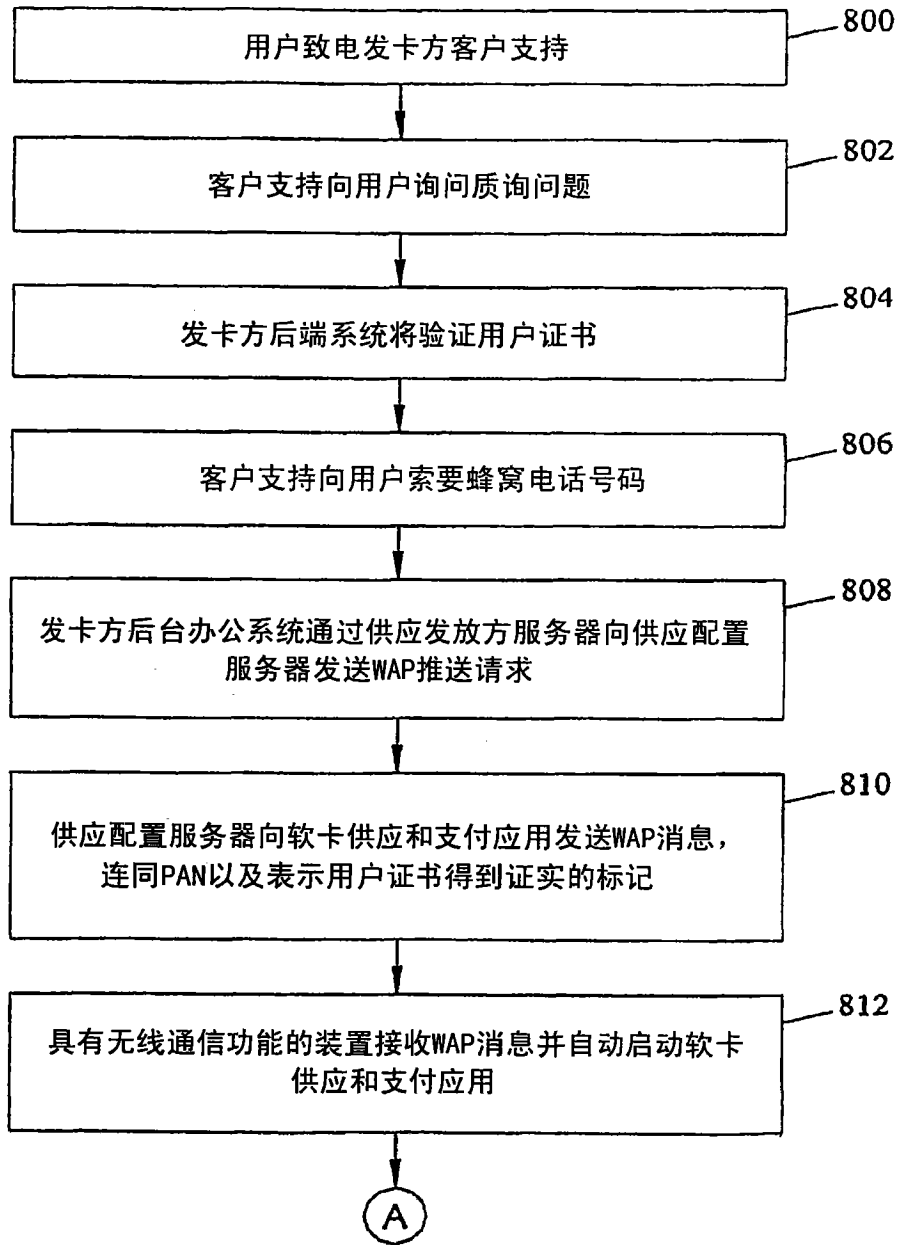 用户致电发卡方客户支持
800
客户支持向用户询问质询问题
802
发卡方后端系统将验证用户证书
804
客户支持向用户索要蜂窝电话号码
806
发卡方后台办公系统通过供应发放方服务器向供应配置
服务器发送WAP推送请求
808
供应配置服务器向软卡供应和支付应用发送WAP消息，
连同PAN以及表示用户证书得到证实的标记
810
具有无线通信功能的装置接收WAP消息并自动启动软卡
供应和支付应用
812
A